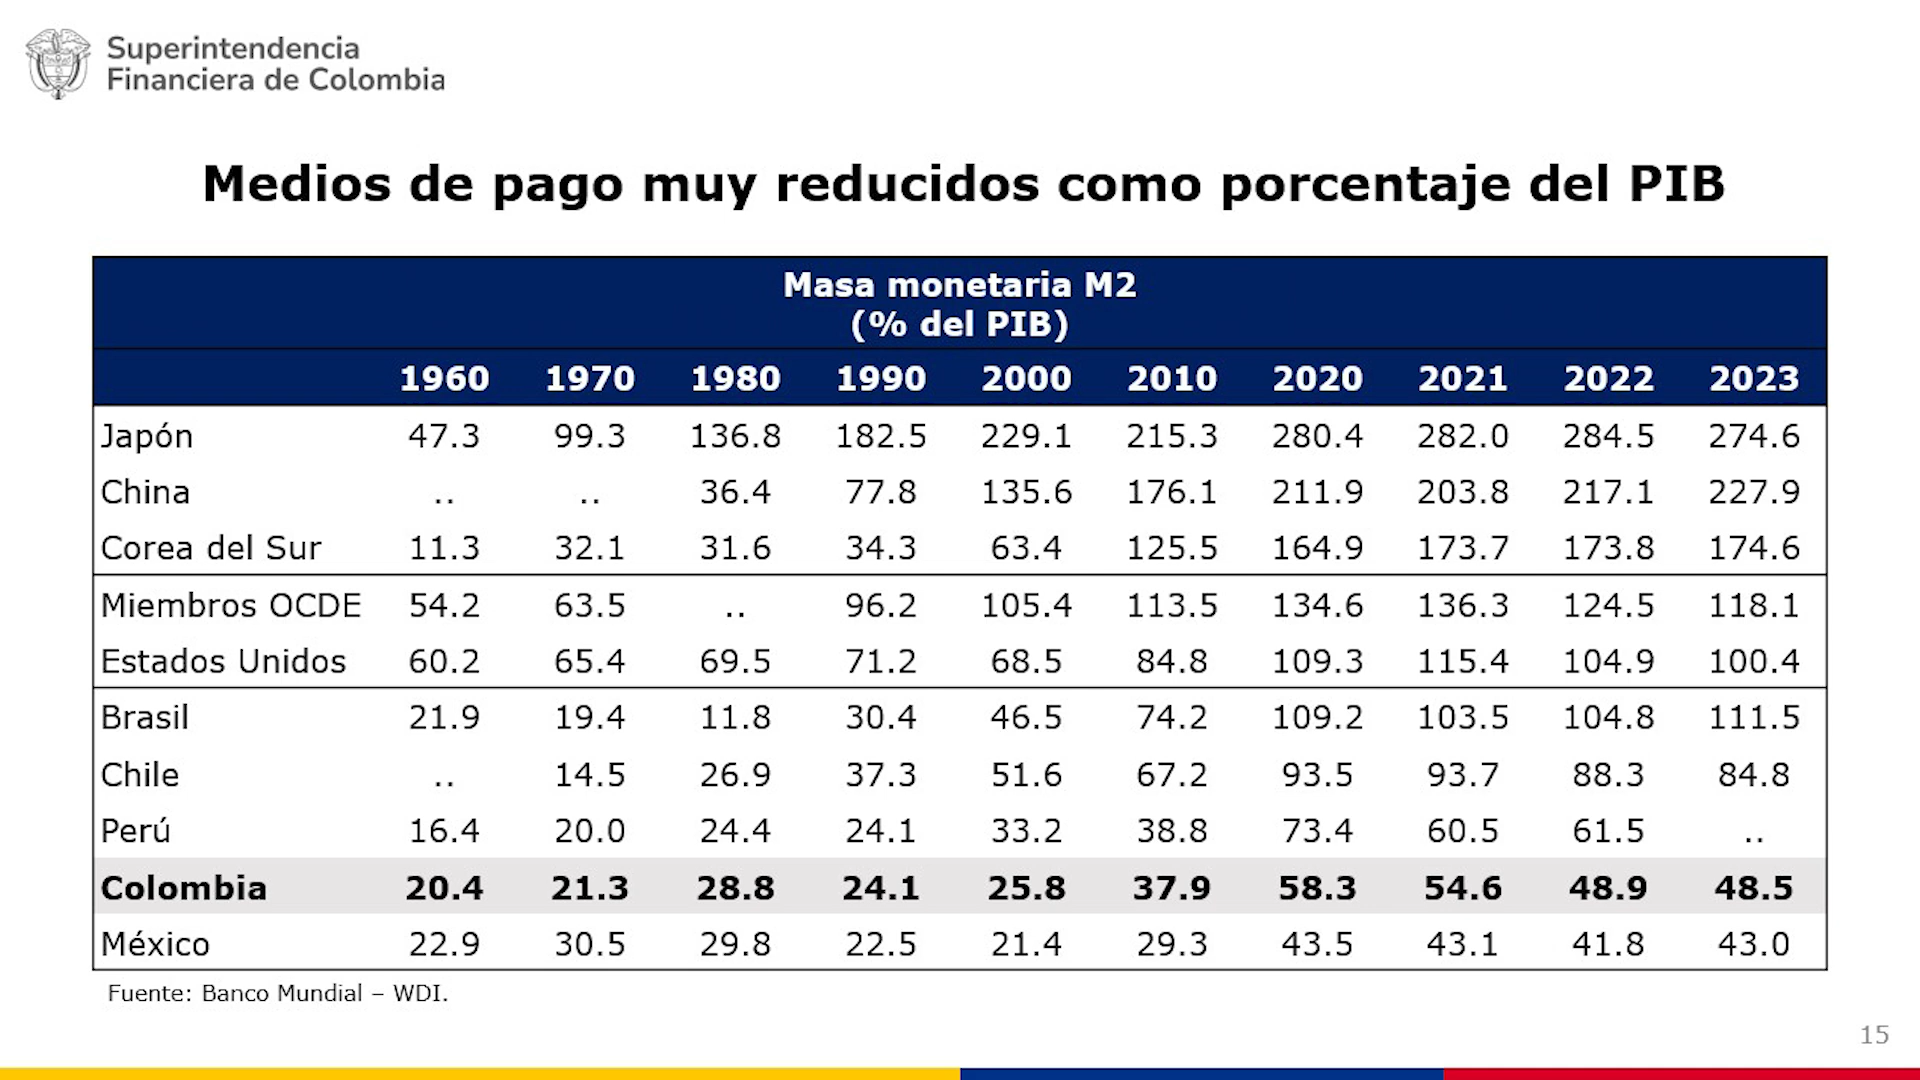 Superintendencia
Financiera de Colombia
Medios de pago muy reducidos como porcentaje del PIB
Masa monetaria M2
(% del PIB)
1960 1970 1980 1990 2000 2010 2020 2021 2022 2023
Japón 47.3 99.3 136.8 182.5 229.1 215.3 280.4 282.0 284.5 274.6
China .. .. 36.4 77.8 135.6 176.1 211.9 203.8 217.1 227.9
Corea del Sur 11.3 32.1 31.6 34.3 63.4 125.5 164.9 173.7 173.8 174.6
Miembros OCDE 54.2 63.5 .. 96.2 105.4 113.5 134.6 136.3 124.5 118.1
Estados Unidos 60.2 65.4 69.5 71.2 68.5 84.8 109.3 115.4 104.9 100.4
Brasil 21.9 19.4 11.8 30.4 46.5 74.2 109.2 103.5 104.8 111.5
Chile .. 14.5 26.9 37.3 51.6 67.2 93.5 93.7 88.3 84.8
Perú 16.4 20.0 24.4 24.1 33.2 38.8 73.4 60.5 61.5 ..
Colombia 20.4 21.3 28.8 24.1 25.8 37.9 58.3 54.6 48.9 48.5
México 22.9 30.5 29.8 22.5 21.4 29.3 43.5 43.1 41.8 43.0
Fuente: Banco Mundial – WDI.
15